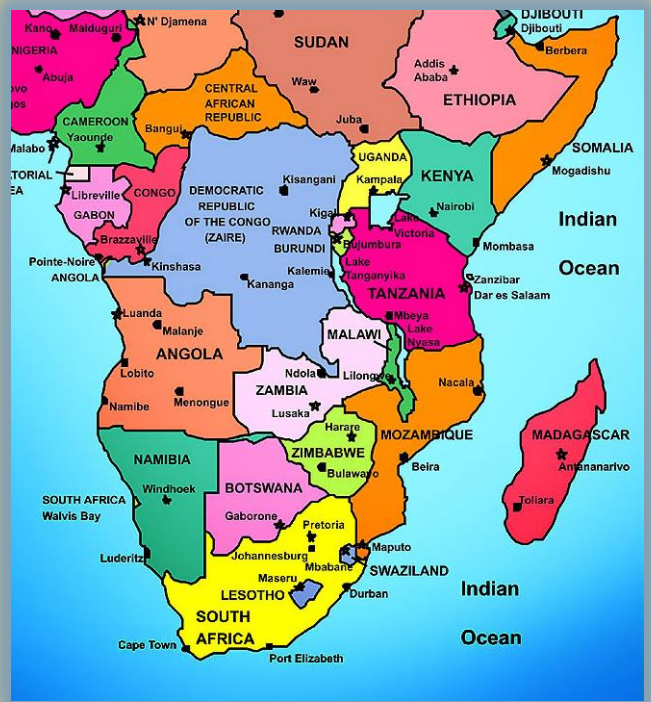 DJIBOUTI
Djibouti
N' Djamena
Kano
Maiduguri
NIGERIA
Abuja
SUDAN
Berbera
Addis
Ababa
ETHIOPIA
Waw
CENTRAL
AFRICAN
REPUBLIC
CAMEROON
Yaounde
Bangui
Juba
Malabo
SOMALIA
Mogadishu
UGANDA
Kampala
KENYA
Nairobi
TORIAL
EA
Libreville
GABON
CONGO
Brazzaville
DEMOCRATIC
REPUBLIC
OF THE CONGO
(ZAIRE)
Kisangani
Kigali
RWANDA
BURUNDI
Bujumbura
Lake
Victoria
Indian
Ocean
Mombasa
Pointe-Noire
ANGOLA
Kinshasa
Kananga
Kalemie
Lake
Tanganyika
TANZANIA
Zanzibar
Dar es Salaam
Mbeya
Lake
Nyasa
Luanda
Malanje
ANGOLA
Lobito
Namibe
Menongue
MALAWI
Lilongwe
Ndola
ZAMBIA
Lusaka
Nacala
Harare
ZIMBABWE
Bulawayo
MOZAMBIQUE
Beira
MADAGASCAR
Antananarivo
Toliara
NAMIBIA
Windhoek
BOTSWANA
Gaborone
SOUTH AFRICA
Walvis Bay
Luderitz
Pretoria
Johannesburg
Mbabane
Maputo
SWAZILAND
Maseru
LESOTHO
Durban
SOUTH
AFRICA
Cape Town
Port Elizabeth
Indian
Ocean